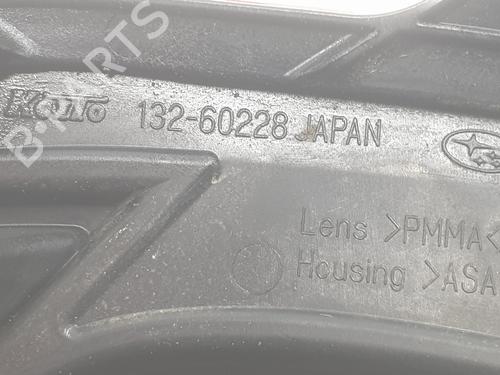 Koito 132-60228 JAPAN
Lens >PMMA<
Housing >ASA
B-PARTS